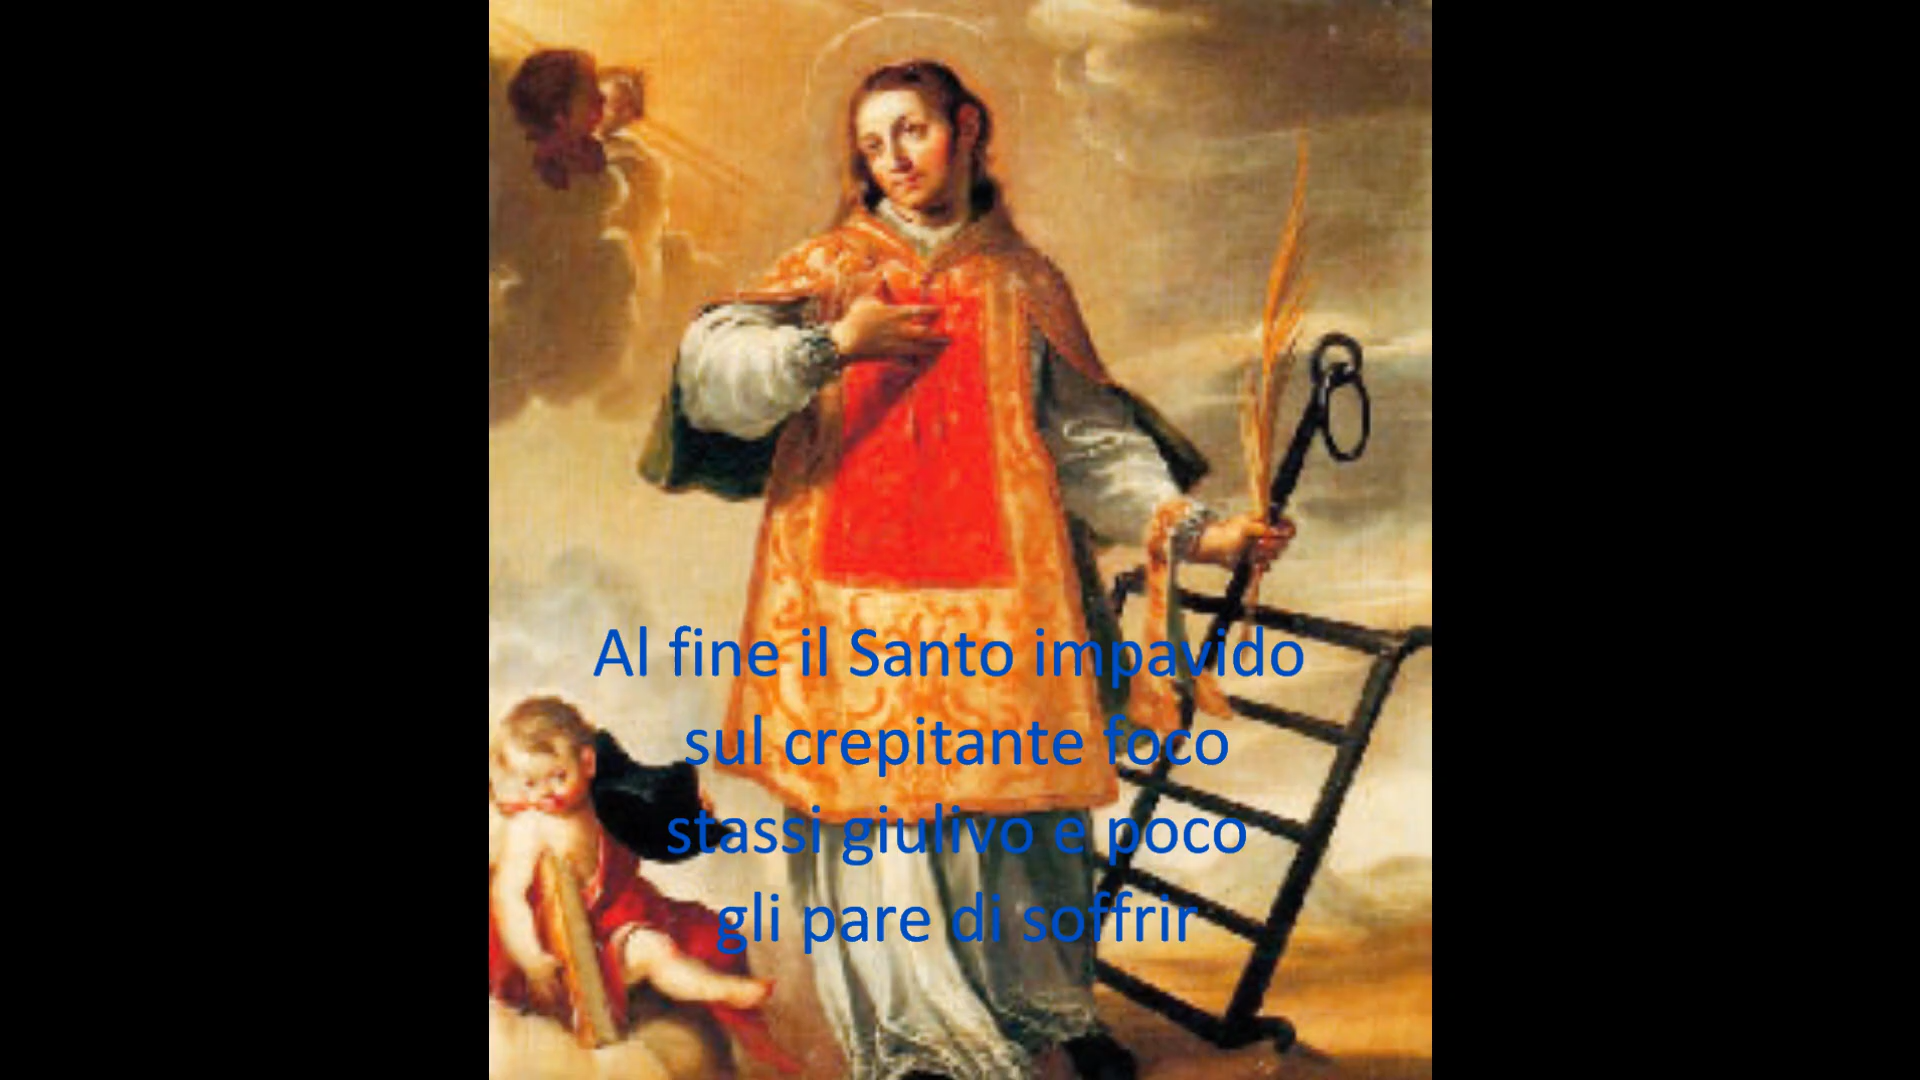 Al fine il Santo impavido
sul crepitante foco
stassi giulivo e poco
gli pare di soffrir